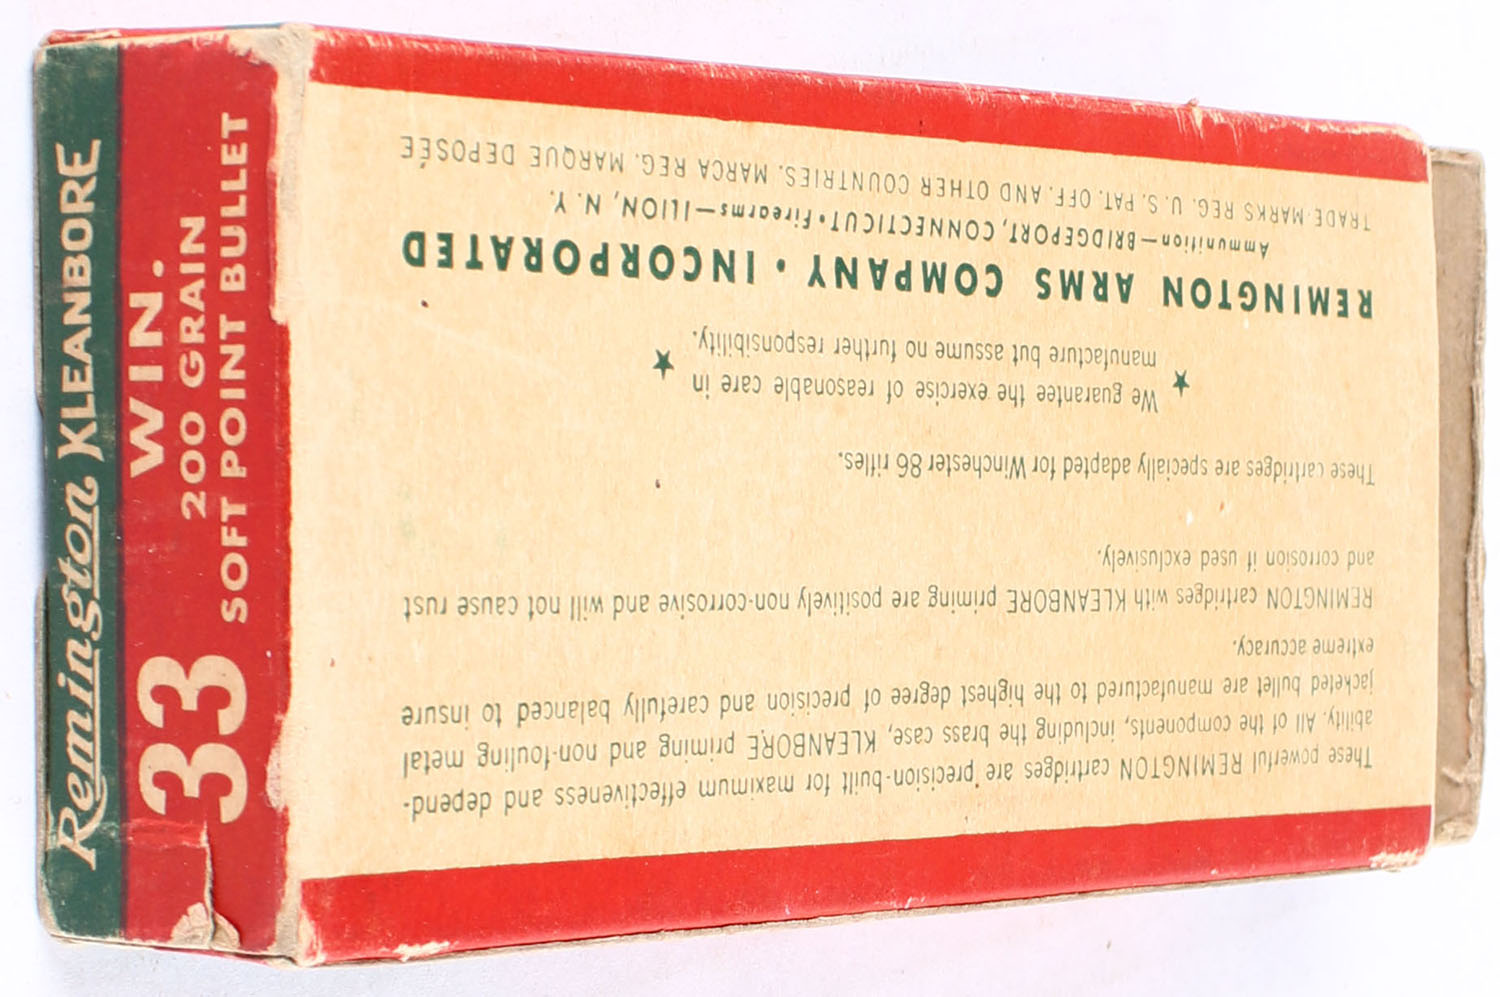 Remington KLEANBORE
33 WIN.
200 GRAIN
SOFT POINT BULLET
These powerful REMINGTON cartridges are precision-built for maximum effectiveness and depend-
ability. All of the components, including the brass case, KLEANBORE priming and non-fouling metal
jacketed bullet are manufactured to the highest degree of precision and carefully balanced to insure
extreme accuracy.
REMINGTON cartridges with KLEANBORE priming are positively non-corrosive and will not cause rust
and corrosion if used exclusively.
These cartridges are specially adapted for Winchester 86 rifles.
★ We guarantee the exercise of reasonable care in
manufacture but assume no further responsibility. ★
REMINGTON ARMS COMPANY • INCORPORATED
Ammunition—BRIDGEPORT, CONNECTICUT•Firearms—ILION, N. Y.
TRADE-MARKS REG. U. S. PAT. OFF. AND OTHER COUNTRIES. MARCA REG. MARQUE DEPOSÉE